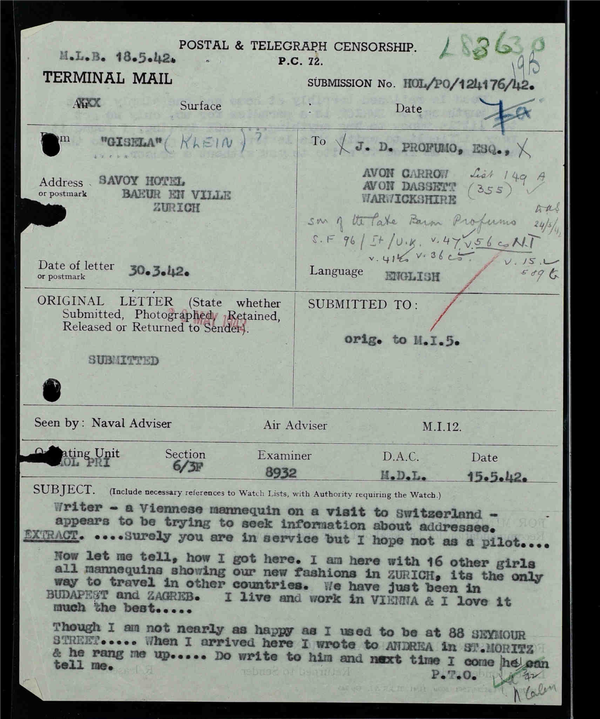 POSTAL & TELEGRAPH CENSORSHIP.
P.C. 72.
M.L.B. 18.5.42.
TERMINAL MAIL
SUBMISSION No. HOL/PO/124176/42.
Surface
Date
From "GISELA" (KLEIN)
To X J. D. PROFUMO, ESQ., X
Address
or postmark
SAVOY HOTEL
BAEUR EN VILLE
ZURICH
AVON CARROW
AVON DASSETT
WARWICKSHIRE
List 149 A
(355)
son of the late Baron Profumo
Date of letter
or postmark
30.3.42.
Language ENGLISH
ORIGINAL LETTER (State whether
Submitted, Photographed, Retained,
Released or Returned to Sender).
SUBMITTED
SUBMITTED TO:
orig. to M.I.5.
Seen by: Naval Adviser Air Adviser M.I.12.
Operating Unit Section Examiner D.A.C. Date
HOL PRI 6/3F 8932 M.D.L. 15.5.42.
SUBJECT. (Include necessary references to Watch Lists, with Authority requiring the Watch.)
Writer - a Viennese mannequin on a visit to Switzerland -
appears to be trying to seek information about addressee.
EXTRACT. ....Surely you are in service but I hope not as a pilot....
Now let me tell, how I got here. I am here with 16 other girls
all mannequins showing our new fashions in ZURICH, its the only
way to travel in other countries. We have just been in
BUDAPEST and ZAGREB. I live and work in VIENNA & I love it
much the best.....
Though I am not nearly as happy as I used to be at 88 SEYMOUR
STREET..... When I arrived here I wrote to ANDREA in ST.MORITZ
& he rang me up..... Do write to him and next time I come he can
tell me.
P.T.O.